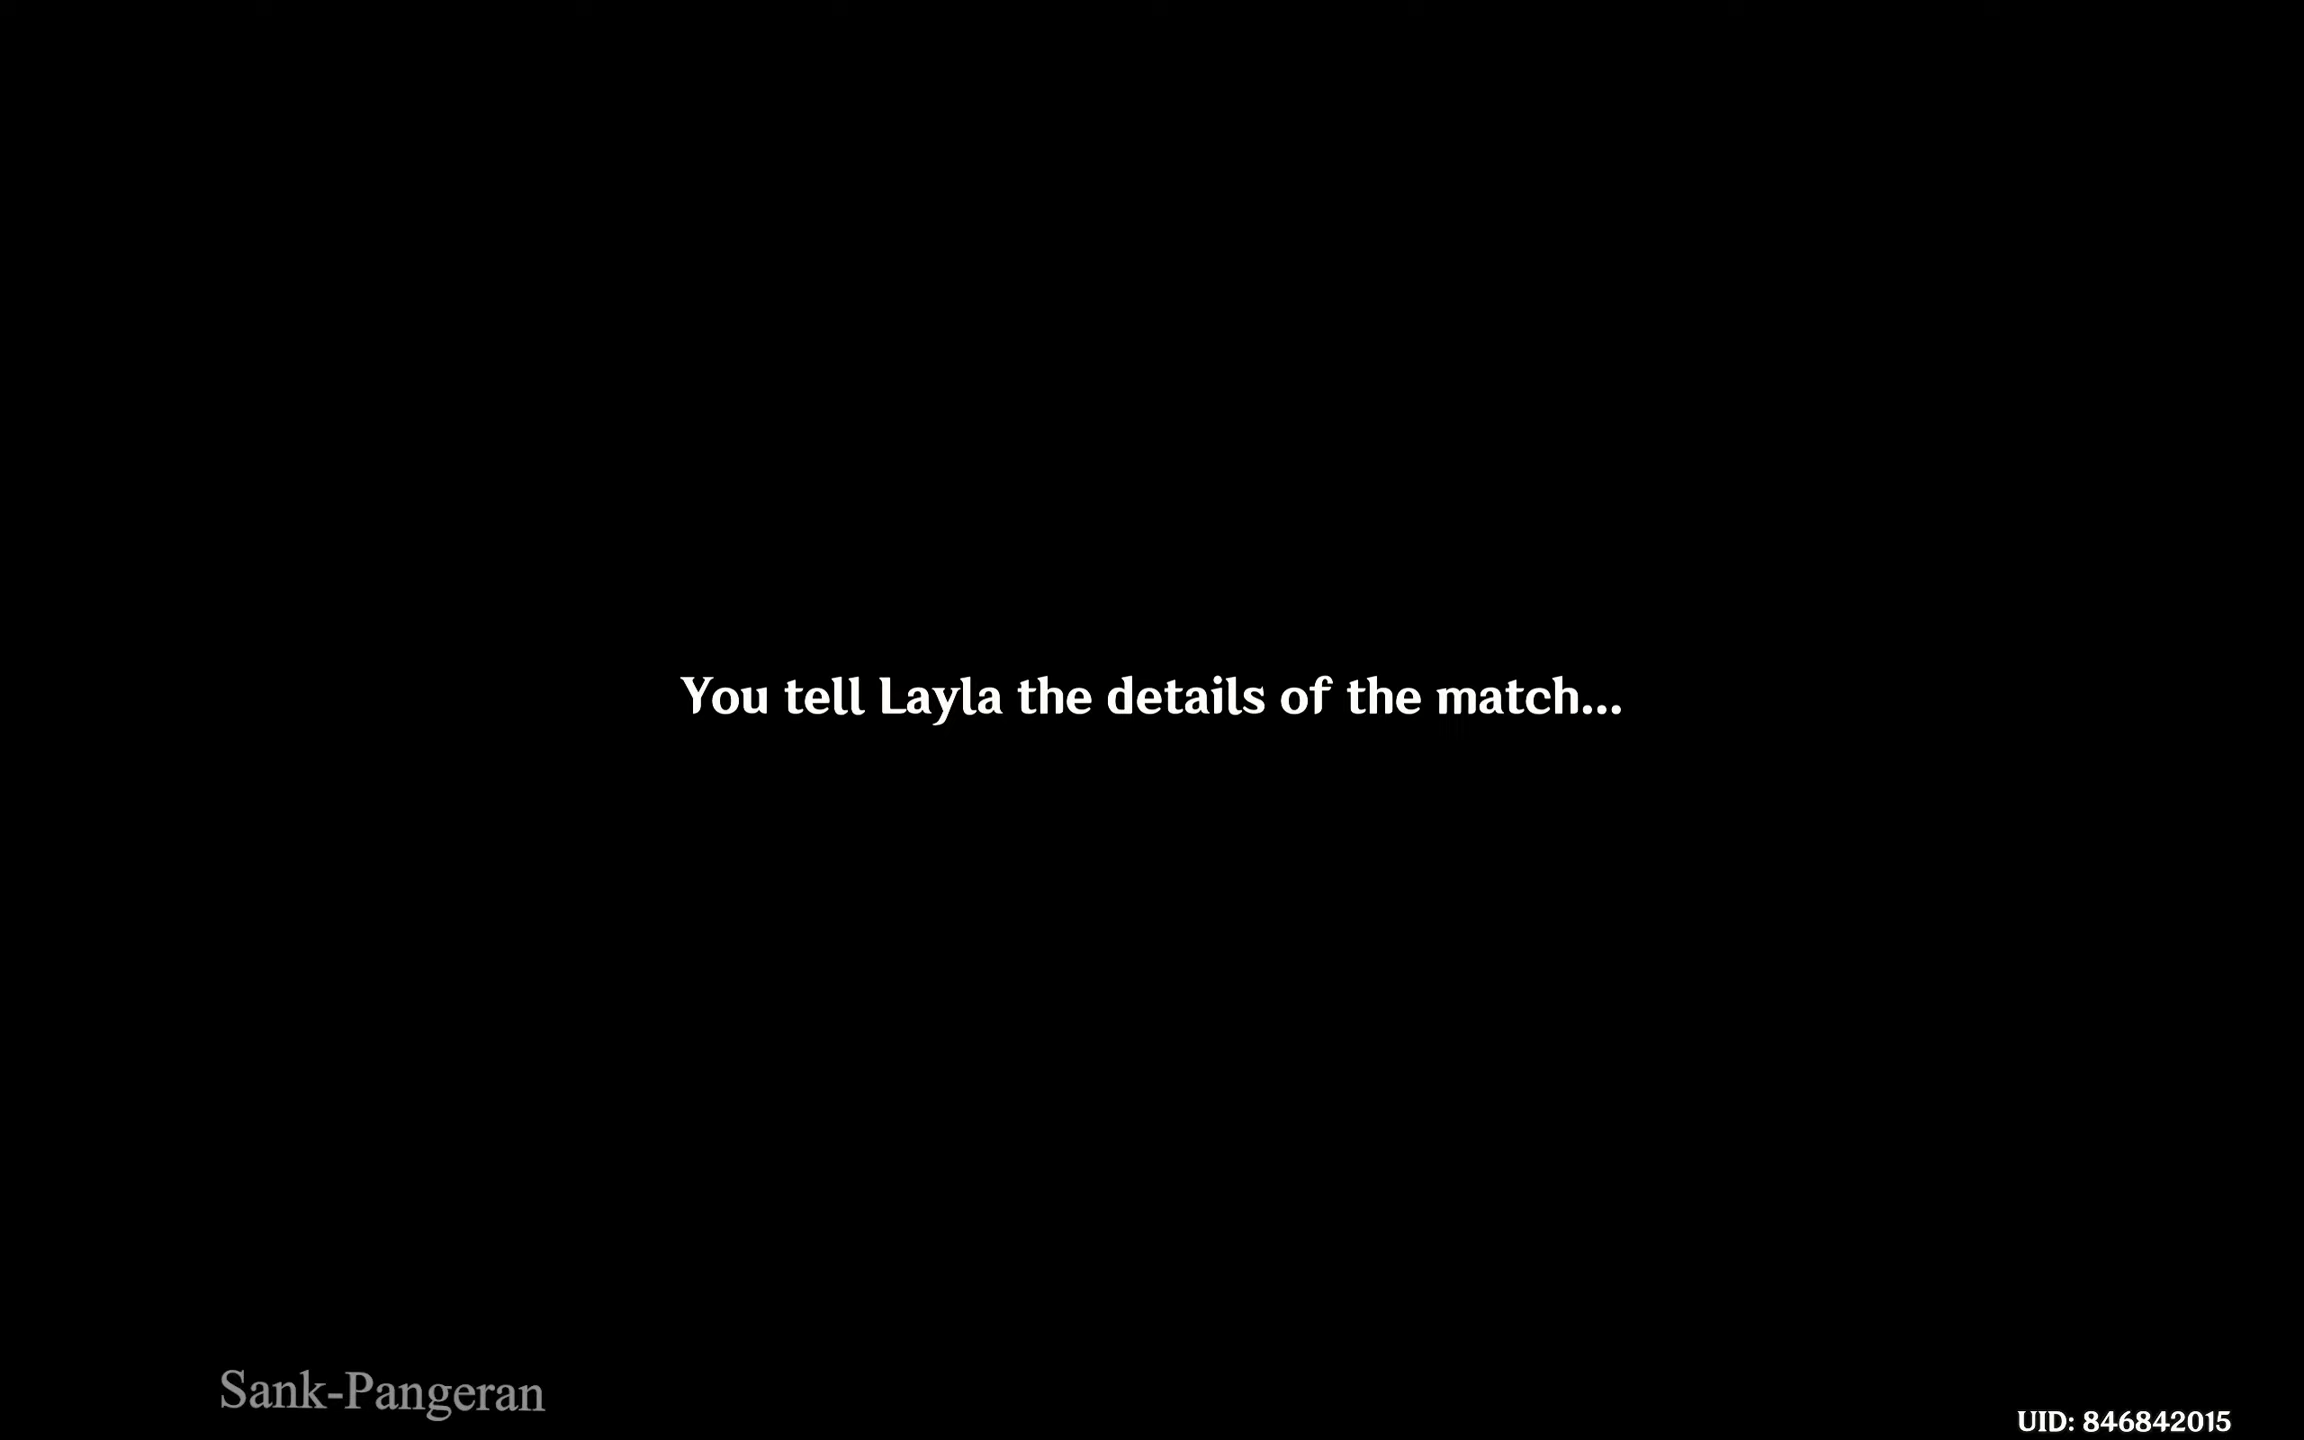 You tell Layla the details of the match...
Sank-Pangeran
UID: 846842015